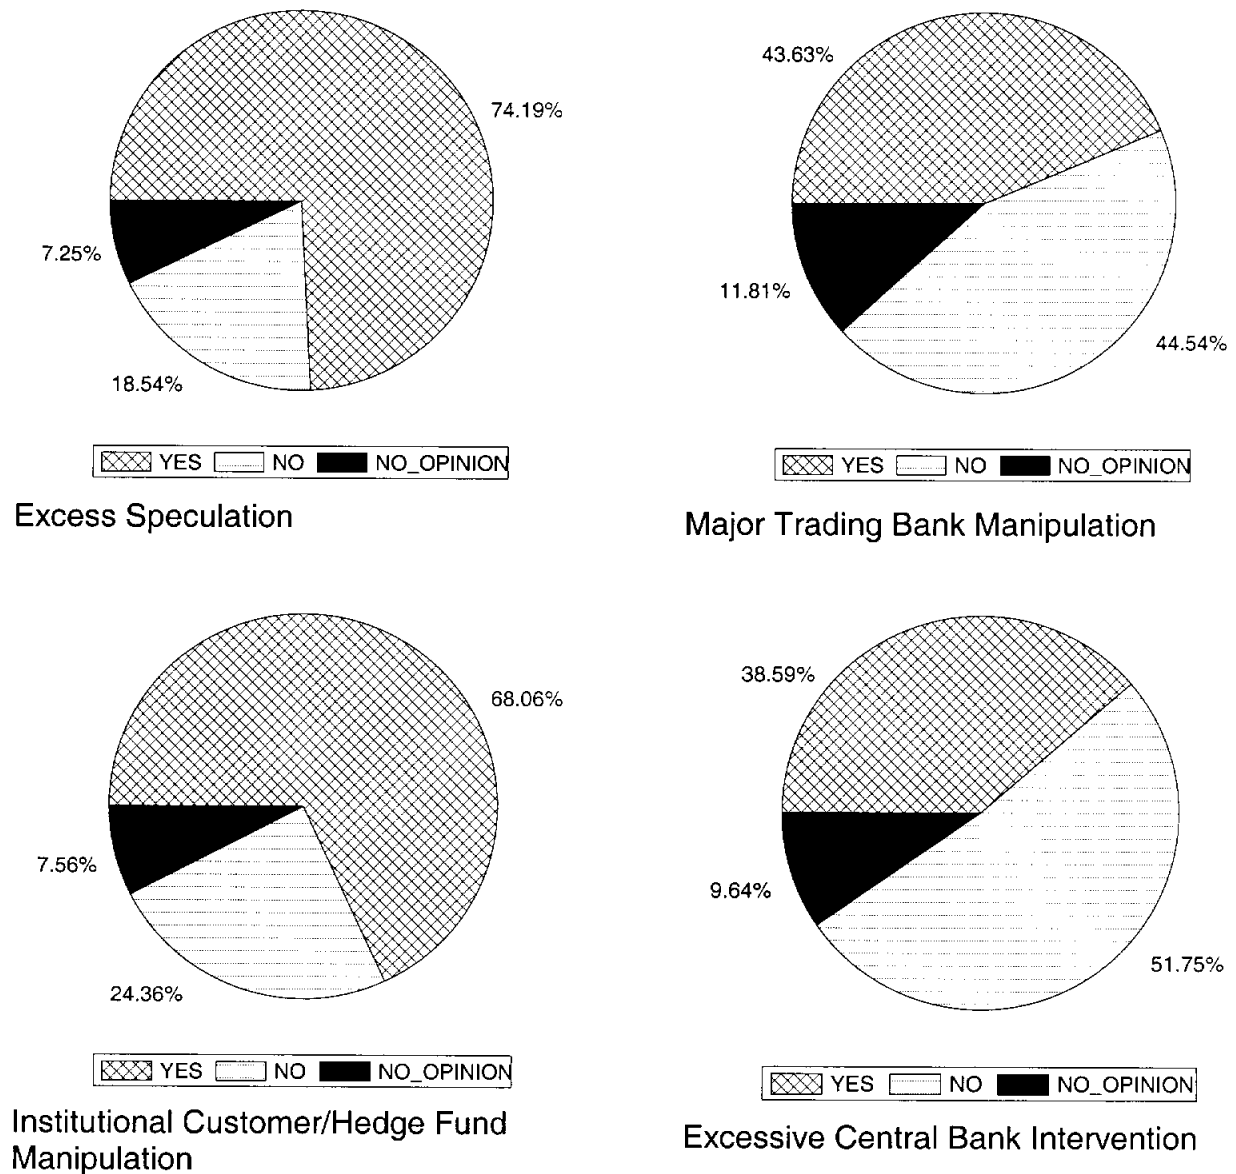 74.19%
7.25%
18.54%
YES NO NO_OPINION
Excess Speculation
43.63%
11.81%
44.54%
YES NO NO_OPINION
Major Trading Bank Manipulation
68.06%
7.56%
24.36%
YES NO NO_OPINION
Institutional Customer/Hedge Fund
Manipulation
38.59%
9.64%
51.75%
YES NO NO_OPINION
Excessive Central Bank Intervention